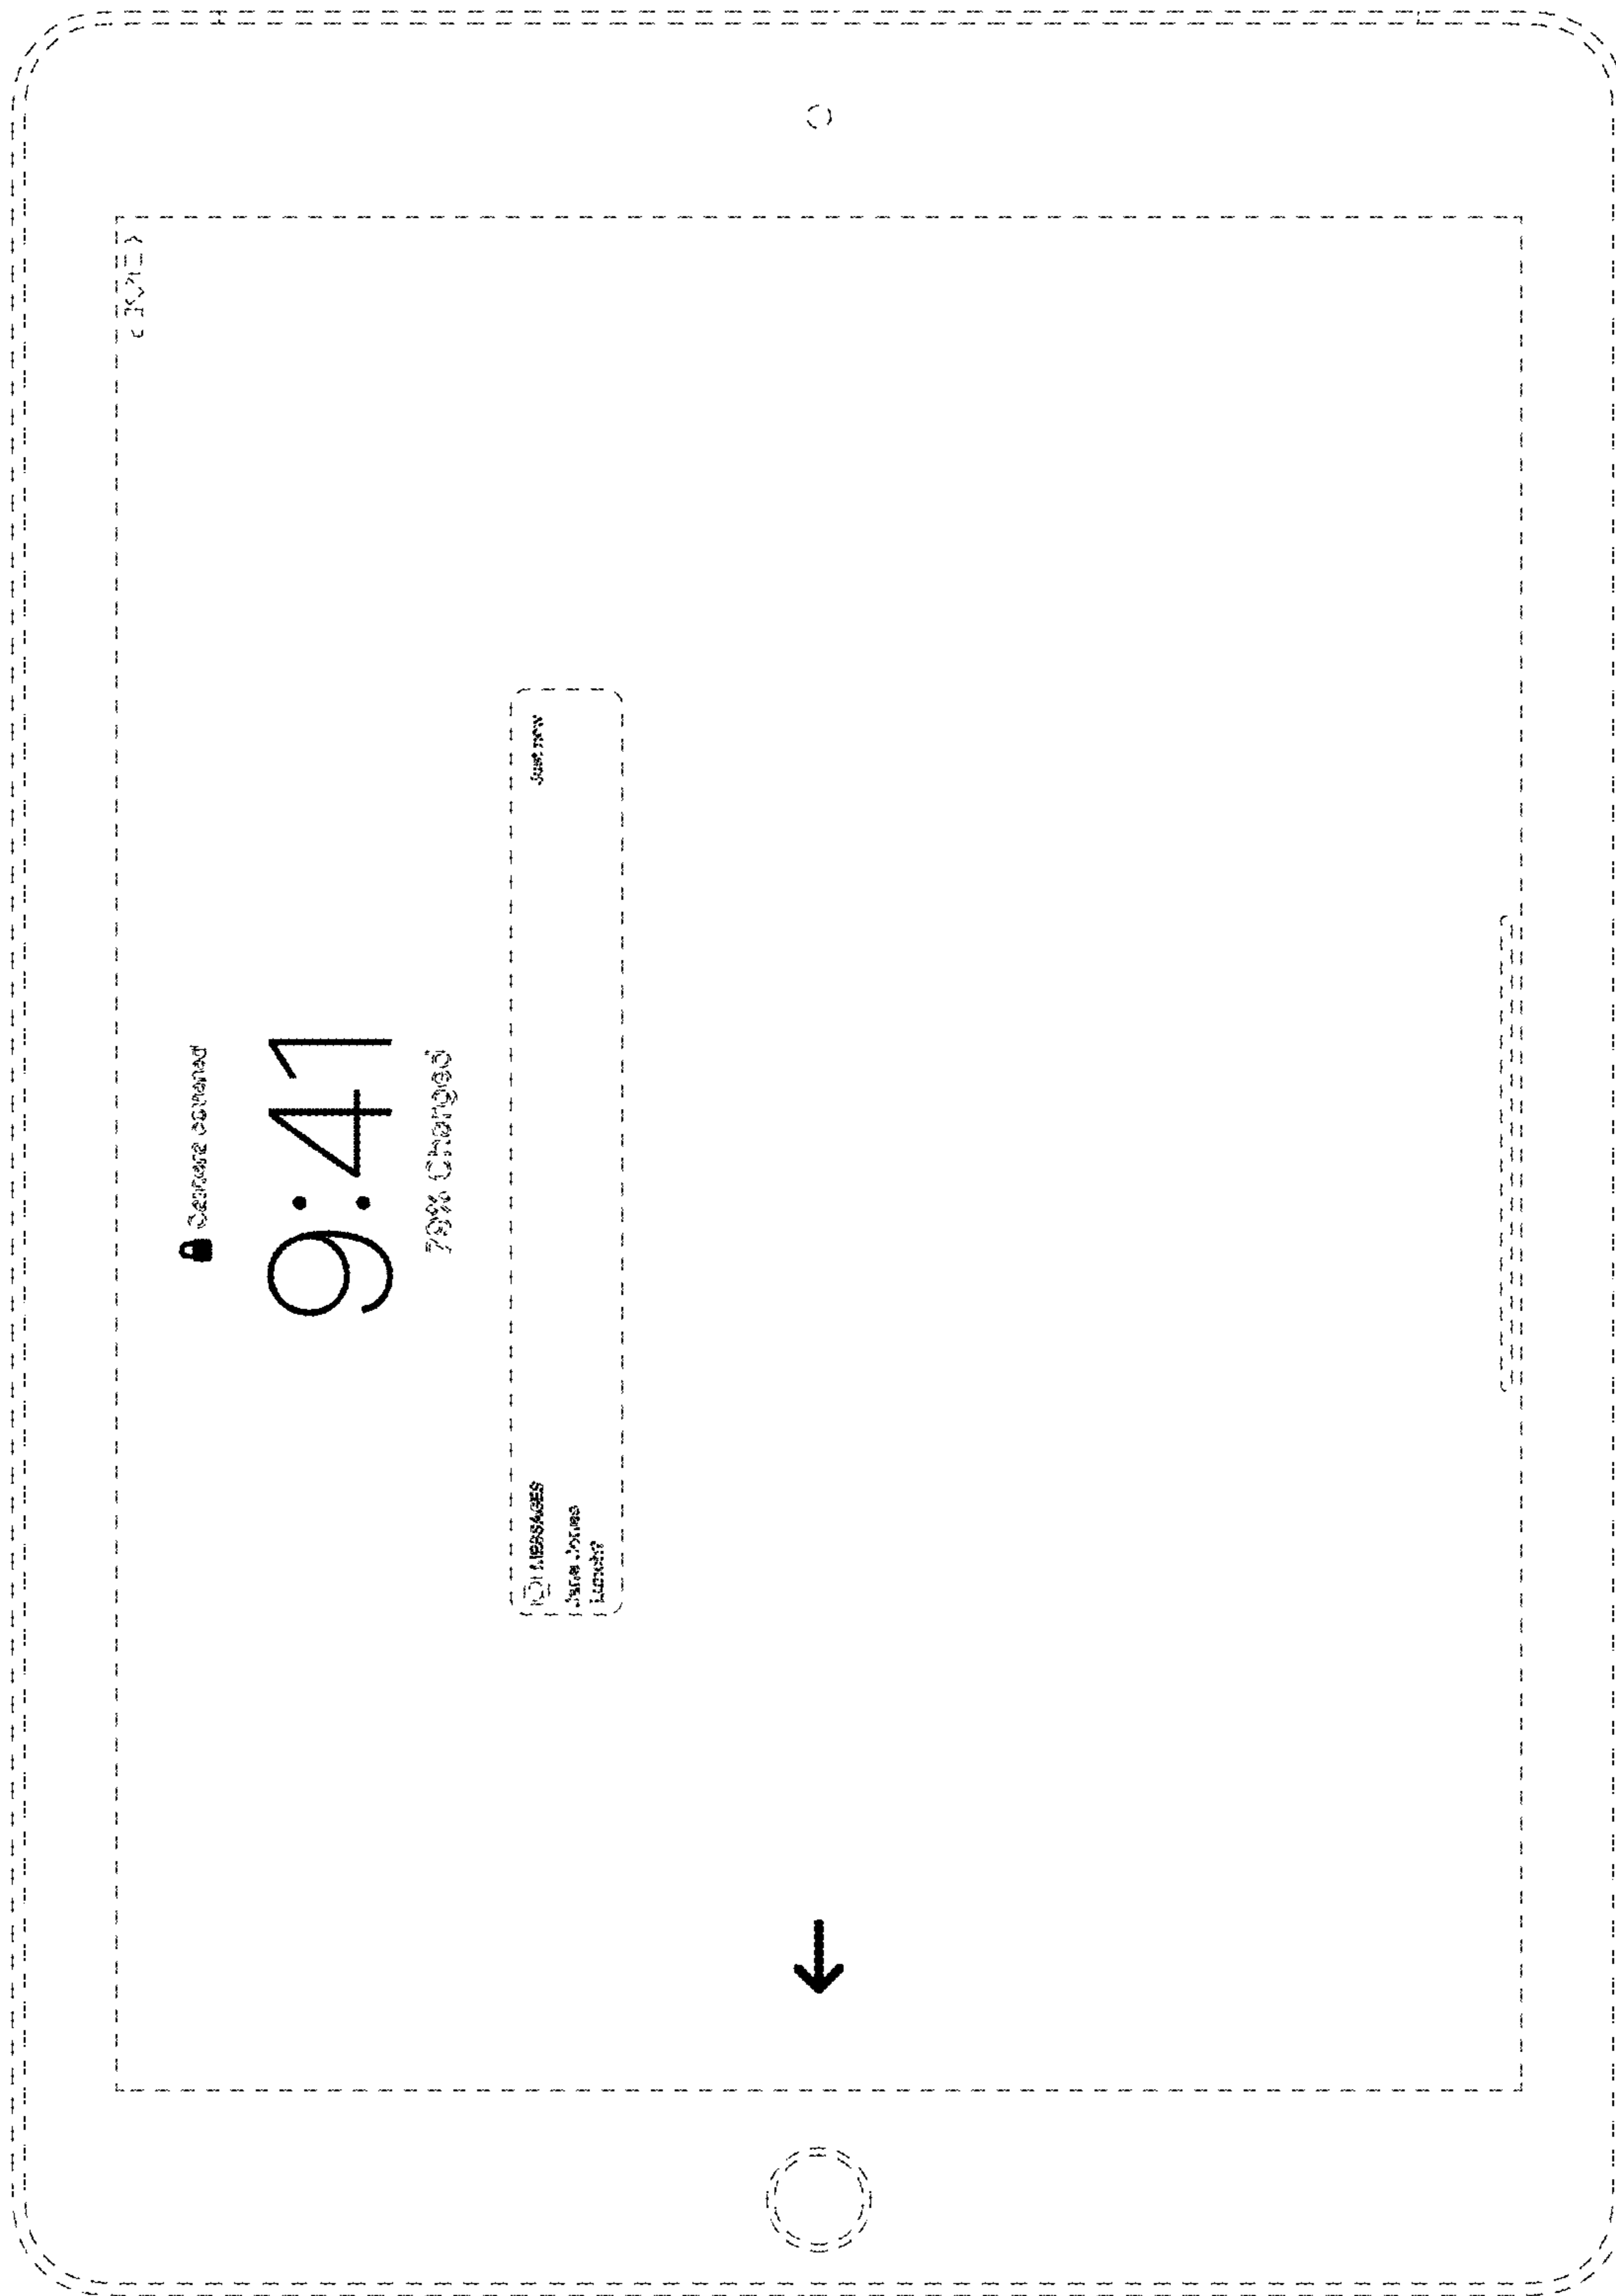 Camera covered
9:41
79% Charged
MESSAGES
Just now
Jane Jones
Lunch?